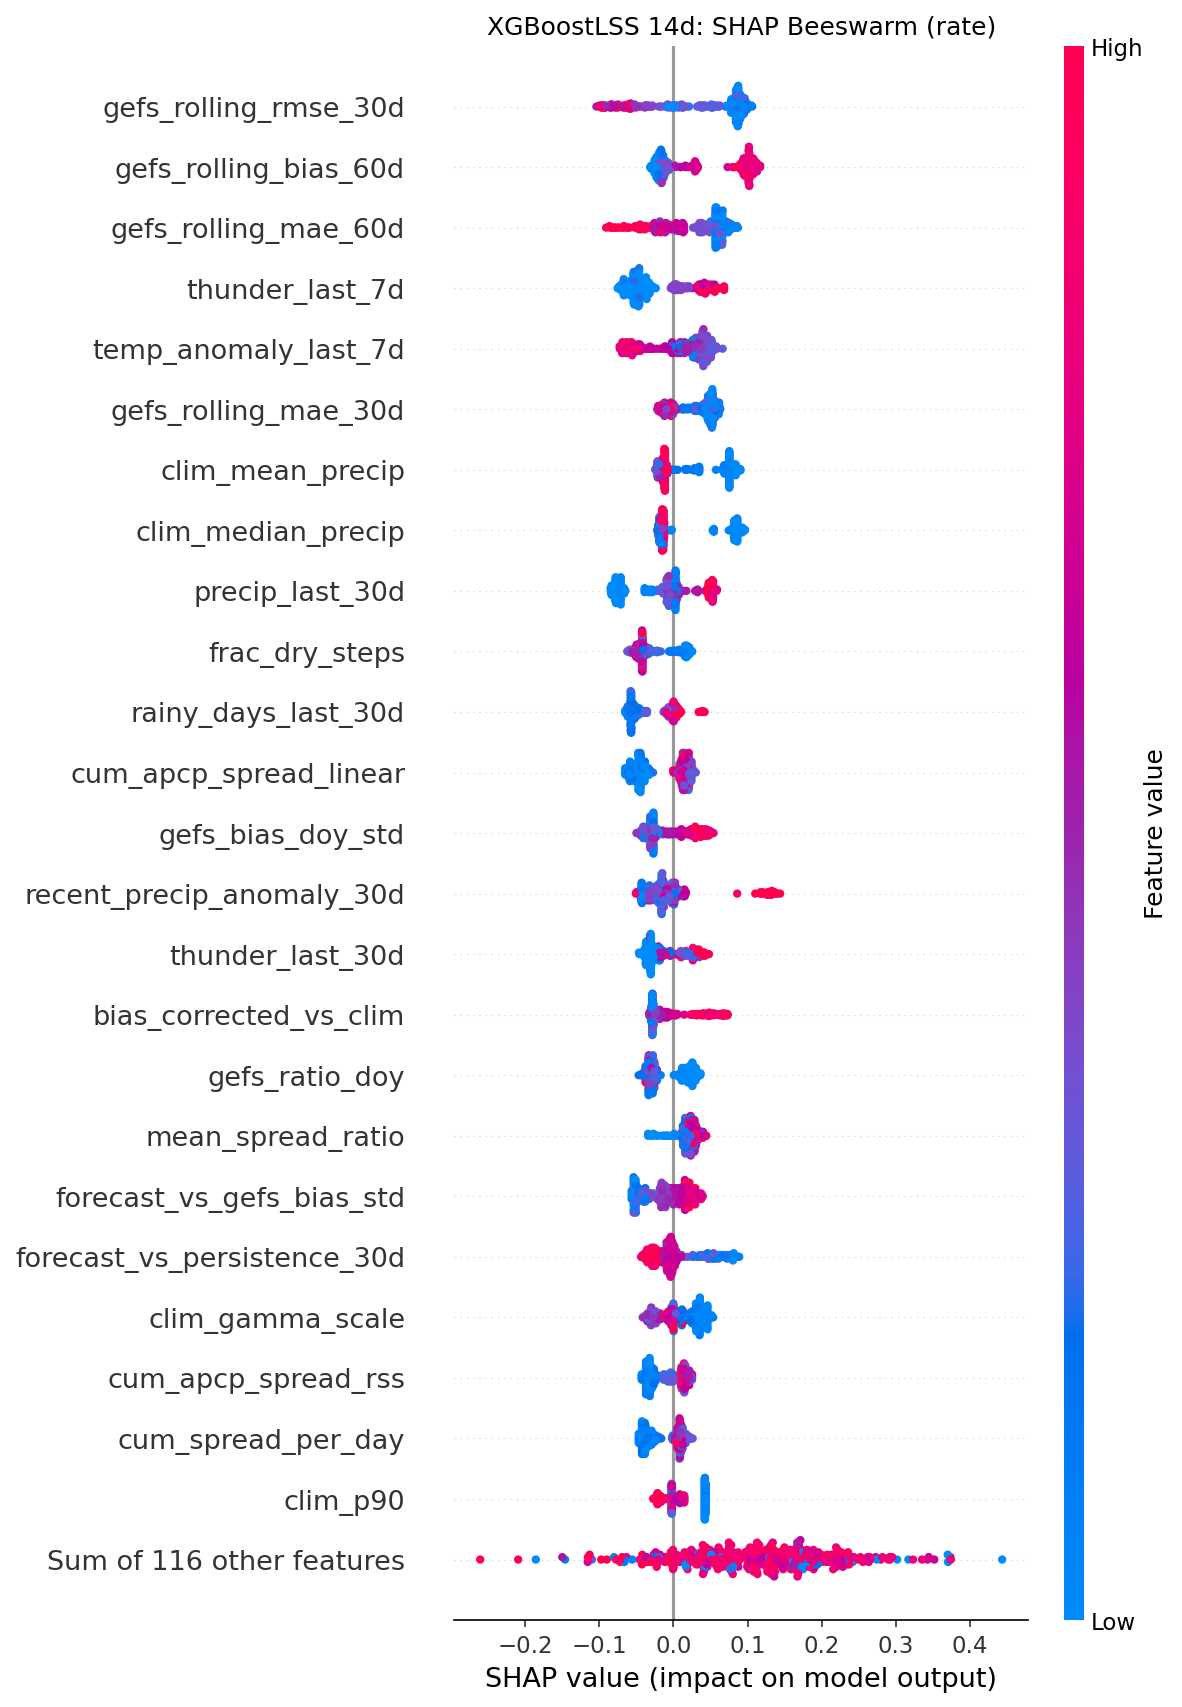 XGBoostLSS 14d: SHAP Beeswarm (rate)
High
gefs_rolling_rmse_30d
gefs_rolling_bias_60d
gefs_rolling_mae_60d
thunder_last_7d
temp_anomaly_last_7d
gefs_rolling_mae_30d
clim_mean_precip
clim_median_precip
precip_last_30d
frac_dry_steps
rainy_days_last_30d
cum_apcp_spread_linear
gefs_bias_doy_std
recent_precip_anomaly_30d
thunder_last_30d
bias_corrected_vs_clim
gefs_ratio_doy
mean_spread_ratio
forecast_vs_gefs_bias_std
forecast_vs_persistence_30d
clim_gamma_scale
cum_apcp_spread_rss
cum_spread_per_day
clim_p90
Sum of 116 other features
Feature value
Low
−0.2 −0.1 0.0 0.1 0.2 0.3 0.4
SHAP value (impact on model output)